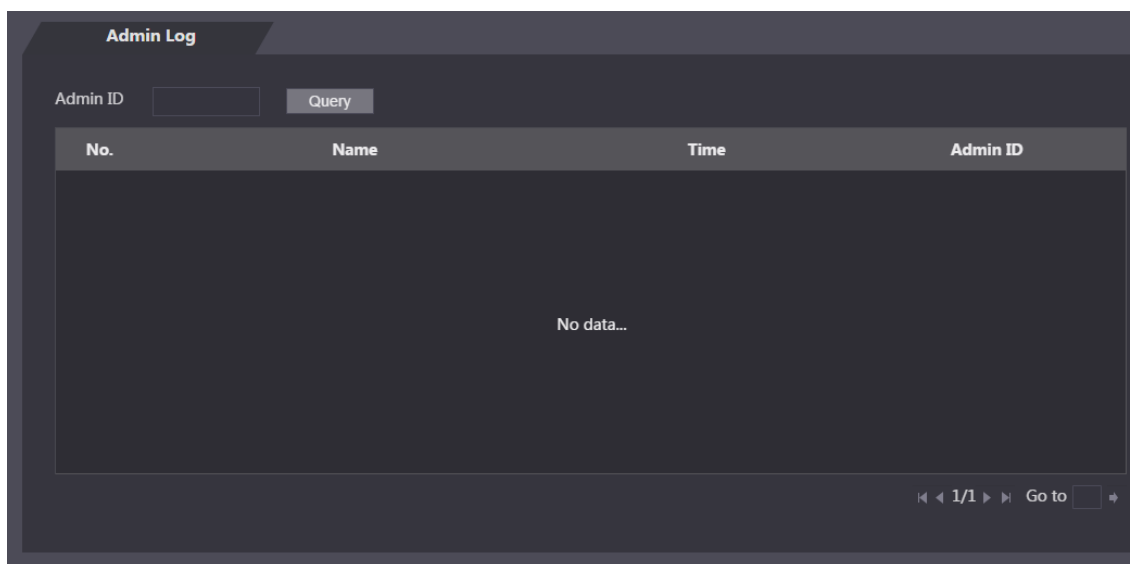 Admin Log
Admin ID Query
No. Name Time Admin ID
No data...
1/1 Go to